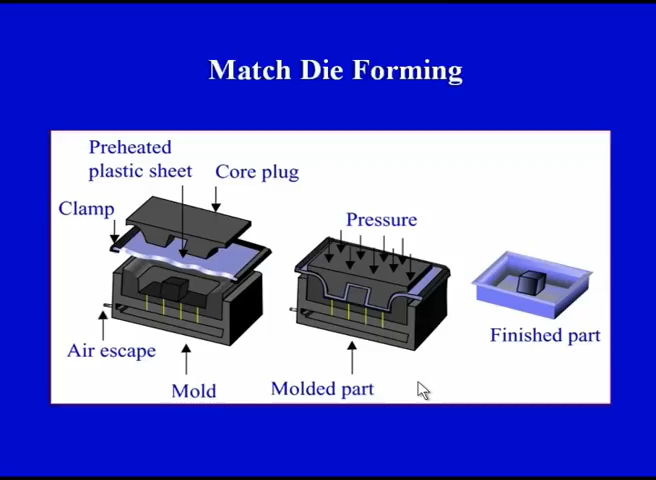 Match Die Forming
Preheated
plastic sheet
Core plug
Clamp
Pressure
Finished part
Air escape
Mold
Molded part